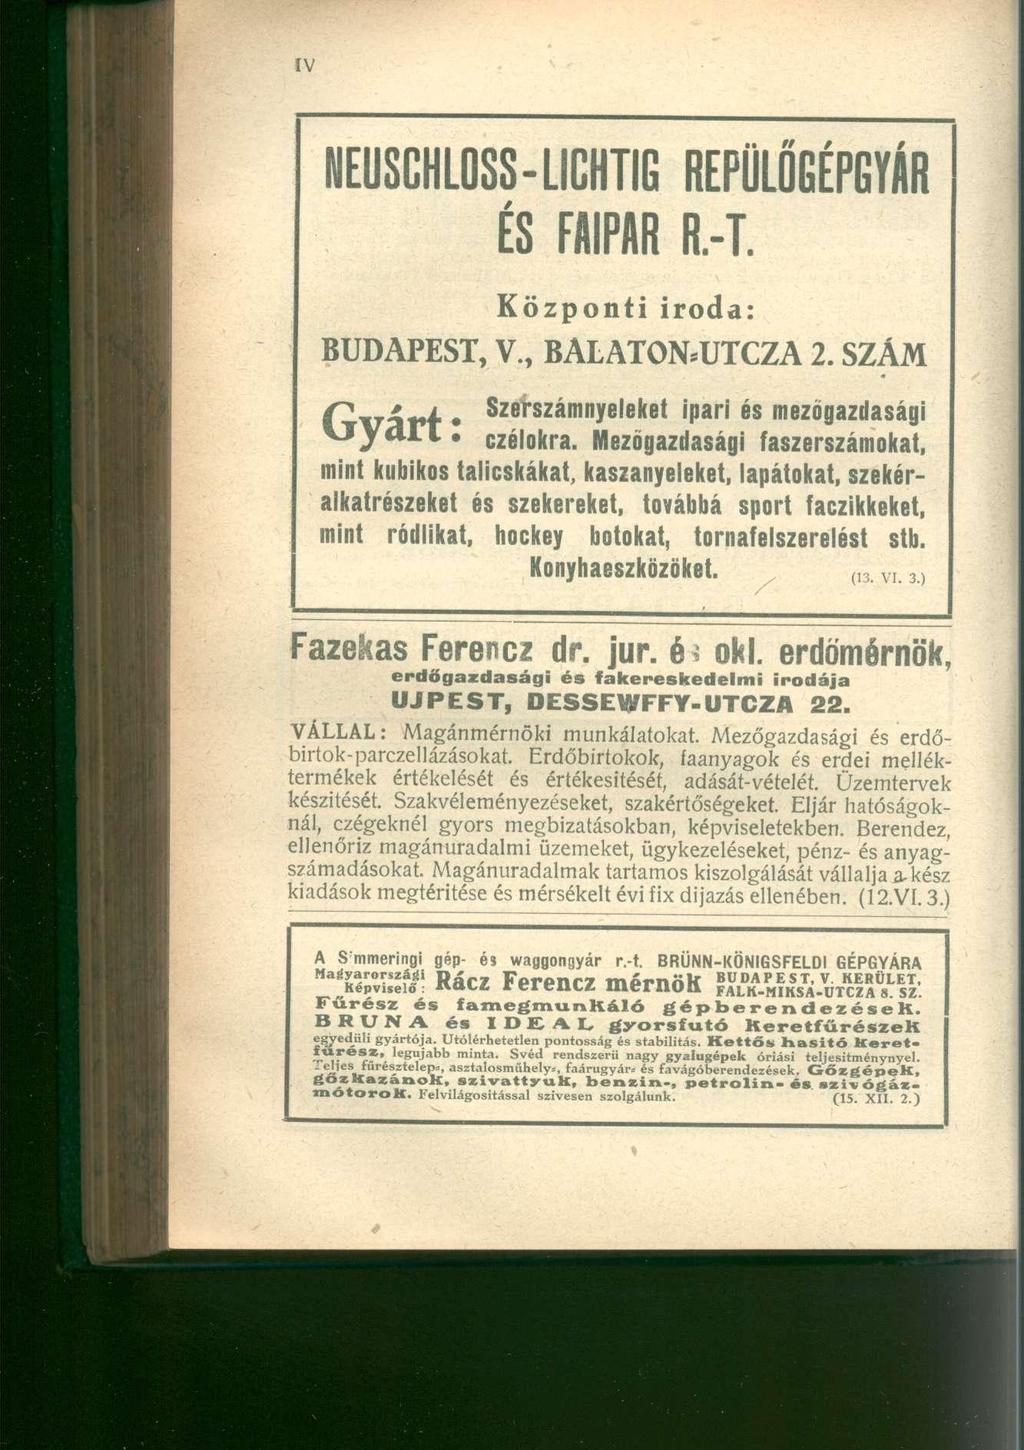 IV
NEUSCHLOSS-LICHTIG REPÜLŐGÉPGYÁR
ÉS FAIPAR R.-T.
Központi iroda:
BUDAPEST, V., BALATON-UTCZA 2. SZÁM
Gyárt: Szerszámnyeleket ipari és mezőgazdasági
czélokra. Mezőgazdasági faszerszámokat,
mint kubikos talicskákat, kaszanyeleket, lapátokat, szekér-
alkatrészeket és szekereket, továbbá sport faczikkeket,
mint ródlikat, hockey botokat, tornafelszerelést stb.
Konyhaeszközöket. (13. VI. 3.)
Fazekas Ferencz dr. jur. és okl. erdőmérnök,
erdőgazdasági és fakereskedelmi irodája
UJPEST, DESSEWFFY-UTCZA 22.
VÁLLAL: Magánmérnöki munkálatokat. Mezőgazdasági és erdő-
birtok-parczellázásokat. Erdőbirtokok, faanyagok és erdei mellék-
termékek értékelését és értékesitését, adását-vételét. Üzemtervek
készitését. Szakvéleményezéseket, szakértőségeket. Eljár hatóságok-
nál, czégeknél gyors megbizatásokban, képviseletekben. Berendez,
ellenőriz magánuradalmi üzemeket, ügykezeléseket, pénz- és anyag-
számadásokat. Magánuradalmak tartamos kiszolgálását vállalja a kész
kiadások megtéritése és mérsékelt évi fix dijazás ellenében. (12.VI. 3.)
A Simmeringi gép- és waggongyár r.-t. BRÜNN-KÖNIGSFELDI GÉPGYÁRA
Magyarországi Képviselő: Rácz Ferencz mérnök BUDAPEST, V. KERÜLET, FALK-MIKSA-UTCZA 8. SZ.
Fűrész és famegmunkáló gépberendezések.
BRUNA és IDEAL gyorsfutó keretfűrészek
egyedüli gyártója. Utólérhetetlen pontosság és stabilitás. Kettős hasitó keret-
fűrész, legujabb minta. Svéd rendszerü nagy gyalugépek óriási teljesitménynyel.
Teljes fűrésztelep-, asztalosműhely-, faárugyár- és favágóberendezések. Gőzgépek,
gőzkazánok, szivattyuk, benzin-, petrolin- és szivógáz-
mótorok. Felvilágositással szivesen szolgálunk. (15. XII. 2.)